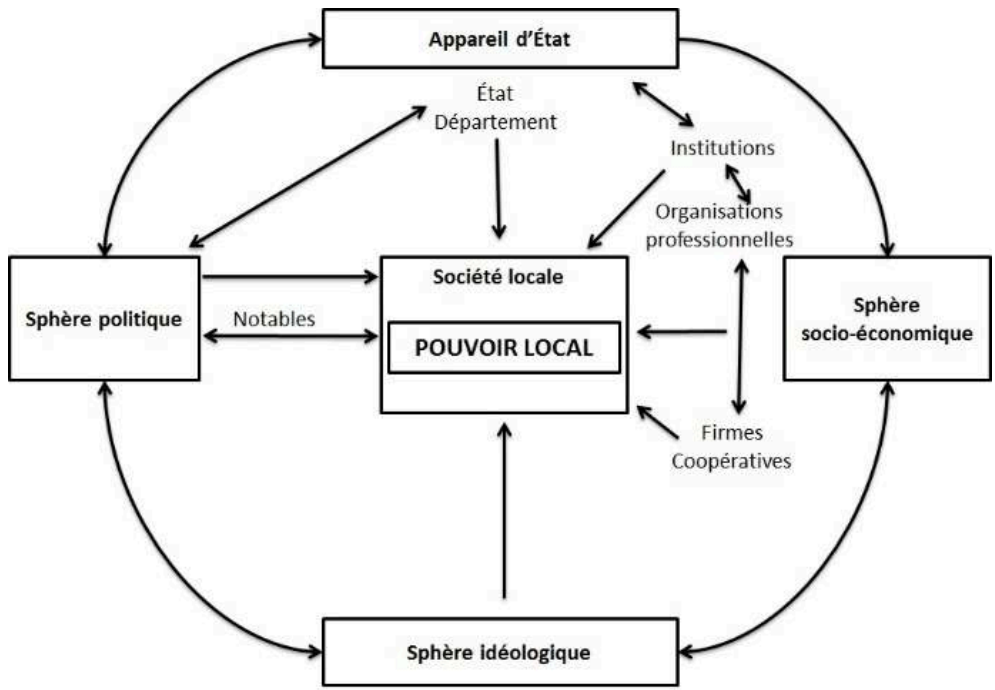 Appareil d'État
État
Département
Institutions
Organisations
professionnelles
Société locale
Sphère politique
Notables
POUVOIR LOCAL
Sphère
socio-économique
Firmes
Coopératives
Sphère idéologique